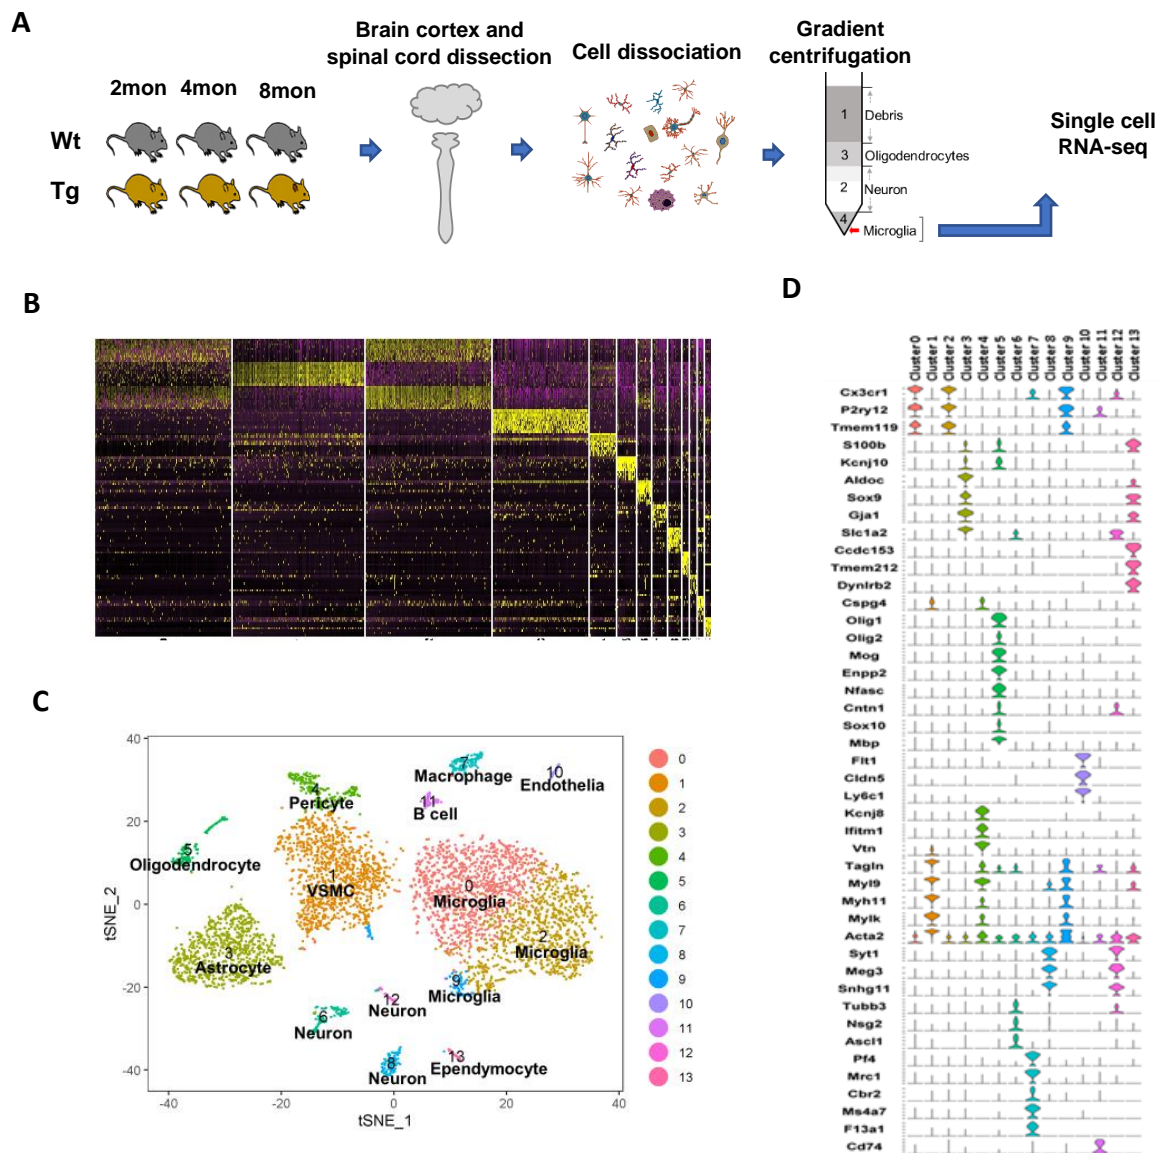 A
2mon 4mon 8mon
Wt
Tg
Brain cortex and
spinal cord dissection
Cell dissociation
Gradient
centrifugation
1 Debris
3 Oligodendrocytes
2 Neuron
4 Microglia
Single cell
RNA-seq
B
C
40
20
0
-20
-40
tSNE_2
-40 -20 0 20 40
tSNE_1
7
Macrophage
10
Endothelia
4
Pericyte
11
B cell
5
Oligodendrocyte
1
VSMC
0
Microglia
2
Microglia
3
Astrocyte
9
Microglia
12
Neuron
6
Neuron
8
Neuron
13
Ependymocyte
0
1
2
3
4
5
6
7
8
9
10
11
12
13
D
Cluster 0
Cluster 1
Cluster 2
Cluster 3
Cluster 4
Cluster 5
Cluster 6
Cluster 7
Cluster 8
Cluster 9
Cluster 10
Cluster 11
Cluster 12
Cluster 13
Cx3cr1
P2ry12
Tmem119
S100b
Kcnj10
Aldoc
Sox9
Gja1
Slc1a2
Ccdc153
Tmem212
Dynlrb2
Cspg4
Olig1
Olig2
Mog
Enpp2
Nfasc
Cntn1
Sox10
Mbp
Flt1
Cldn5
Ly6c1
Kcnj8
Ifitm1
Vtn
Tagln
Myl9
Myh11
Mylk
Acta2
Syt1
Meg3
Snhg11
Tubb3
Nsg2
Ascl1
Pf4
Mrc1
Cbr2
Ms4a7
F13a1
Cd74